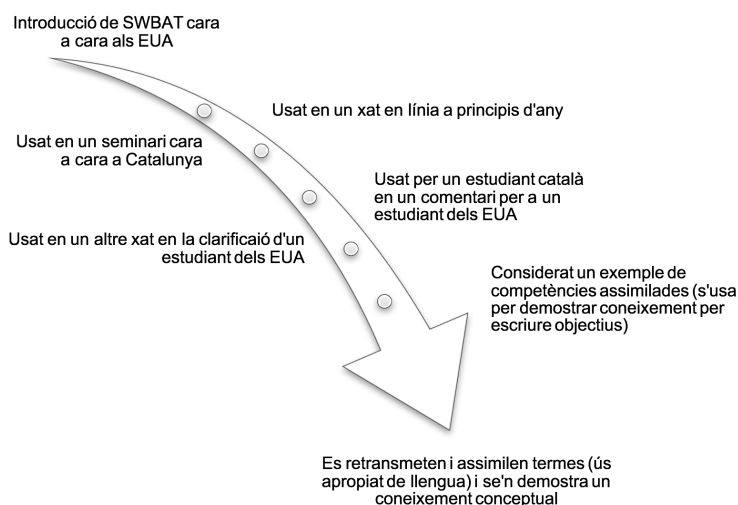 Introducció de SWBAT cara
a cara als EUA
Usat en un xat en línia a principis d'any
Usat en un seminari cara
a cara a Catalunya
Usat per un estudiant català
en un comentari per a un
estudiant dels EUA
Usat en un altre xat en la clarificaió d'un
estudiant dels EUA
Considerat un exemple de
competències assimilades (s'usa
per demostrar coneixement per
escriure objectius)
Es retransmeten i assimilen termes (ús
apropiat de llengua) i se'n demostra un
coneixement conceptual